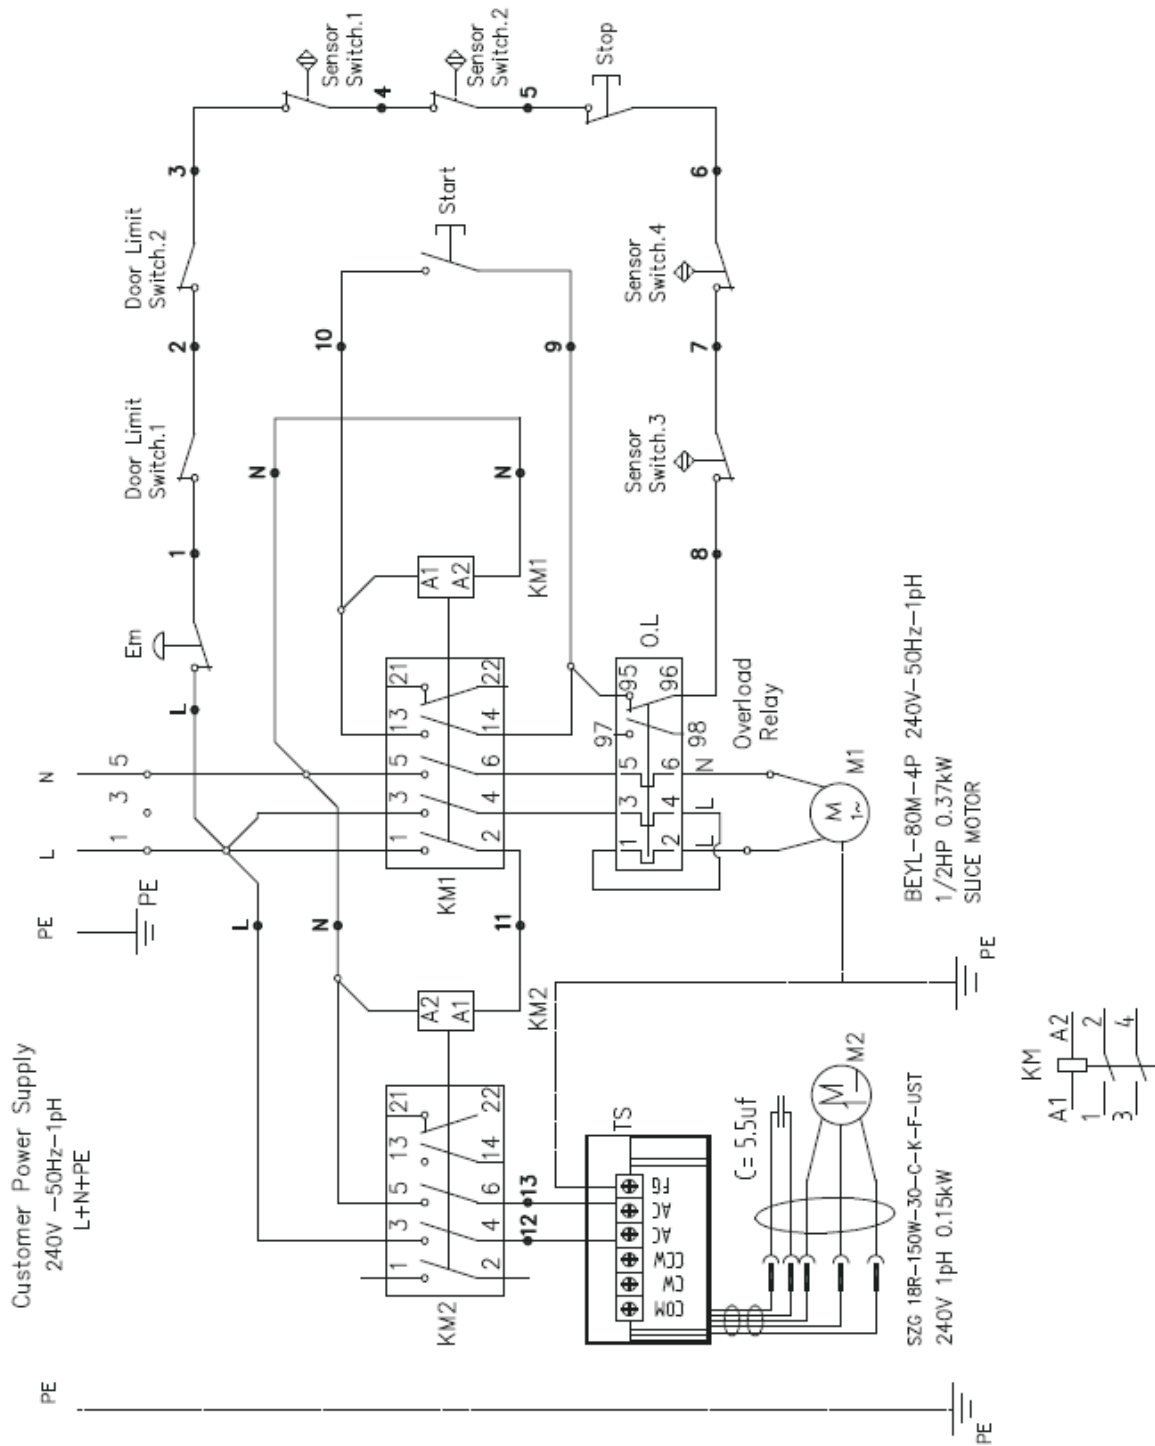 Customer Power Supply
240V –50Hz–1pH
L+N+PE
PE
PE
L
N
PE
1
3
5
Em
L
1
Door Limit
Switch.1
2
Door Limit
Switch.2
3
Sensor
Switch.1
4
Sensor
Switch.2
5
Stop
6
Sensor
Switch.4
7
Sensor
Switch.3
8
Start
10
9
N
N
L
N
11
A1
A2
KM1
1
3
5
13
21
2
4
6
14
22
KM1
A2
A1
KM2
1
3
5
13
21
2
4
6
14
22
KM2
12
13
O.L
1
3
5
97
95
2
4
6
98
96
L
L
N
Overload
Relay
M
1~
M1
BEYL–80M–4P 240V–50Hz–1pH
1/2HP 0.37kW
SLICE MOTOR
TS
COM
CW
CCW
AC
AC
FG
C= 5.5uf
M
1
M2
SZG 18R–150W–30–C–K–F–UST
240V 1pH 0.15kW
PE
PE
KM
A1
A2
1
2
3
4